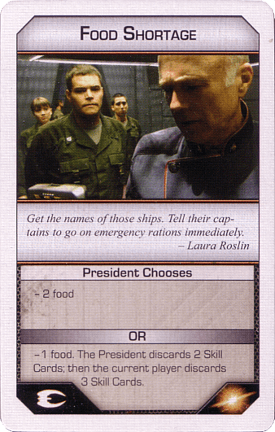 FOOD SHORTAGE
Get the names of those ships. Tell their cap-
tains to go on emergency rations immediately.
– Laura Roslin
President Chooses
- 2 food
OR
-1 food. The President discards 2 Skill
Cards; then the current player discards
3 Skill Cards.